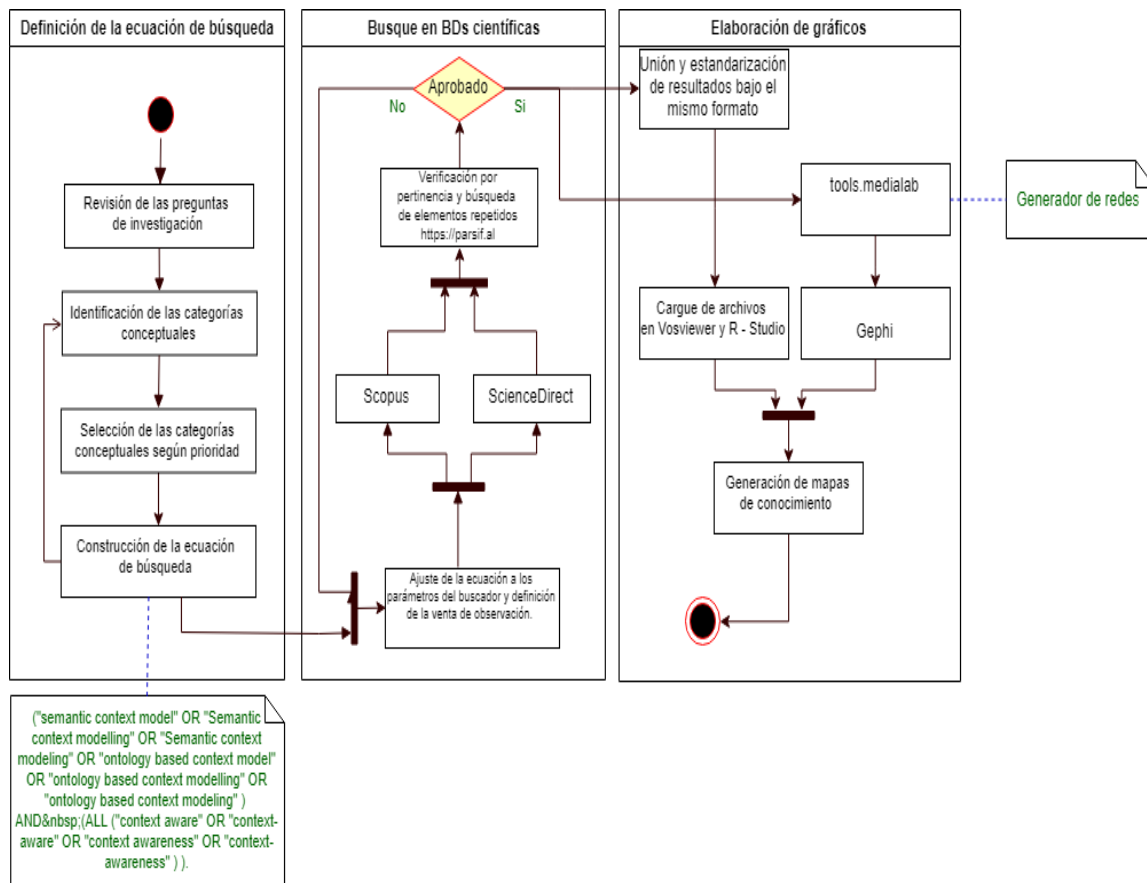 Definición de la ecuación de búsqueda
Revisión de las preguntas
de investigación
Identificación de las categorías
conceptuales
Selección de las categorías
conceptuales según prioridad
Construcción de la ecuación
de búsqueda
("semantic context model" OR "Semantic
context modelling" OR "Semantic context
modeling" OR "ontology based context model"
OR "ontology based context modelling" OR
"ontology based context modeling" )
AND&nbsp;(ALL ("context aware" OR "context-
aware" OR "context awareness" OR "context-
awareness" ) ).
Busque en BDs científicas
Aprobado
No
Si
Verificación por
pertinencia y búsqueda
de elementos repetidos
https://parsif.al
Scopus
ScienceDirect
Ajuste de la ecuación a los
parámetros del buscador y definición
de la venta de observación.
Elaboración de gráficos
Unión y estandarización
de resultados bajo el
mismo formato
tools.medialab
Generador de redes
Cargue de archivos
en Vosviewer y R - Studio
Gephi
Generación de mapas
de conocimiento